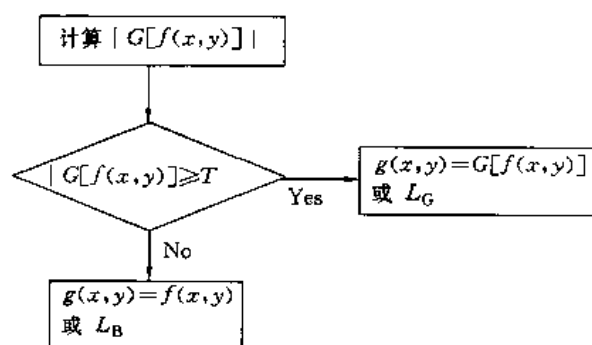 计算 | G[f(x,y)] |
| G[f(x,y)]⩾T
Yes
g(x,y)=G[f(x,y)]
或 L_G
No
g(x,y)=f(x,y)
或 L_B